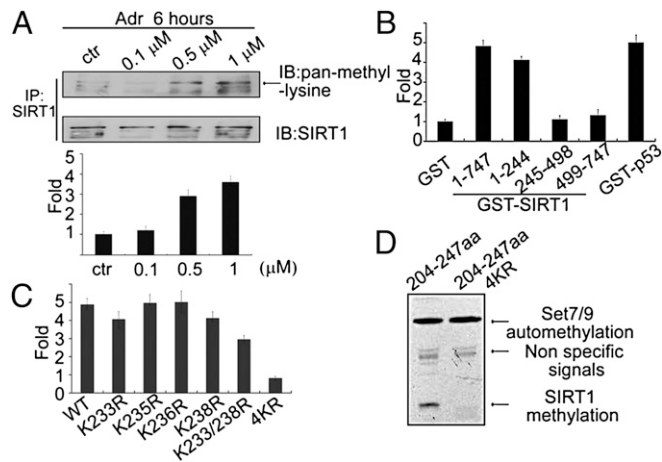 A
Adr 6 hours
ctr
0.1 μM
0.5 μM
1 μM
IP:
SIRT1
IB:pan-methyl
-lysine
IB:SIRT1
Fold
5
4
3
2
1
ctr
0.1
0.5
1
(μM)
B
Fold
6
5
4
3
2
1
0
GST
1-747
1-244
245-498
499-747
GST-p53
GST-SIRT1
C
Fold
6
5
4
3
2
1
0
WT
K233R
K235R
K236R
K238R
K233/238R
4KR
D
204-247aa
204-247aa
4KR
Set7/9
automethylation
Non specific
signals
SIRT1
methylation